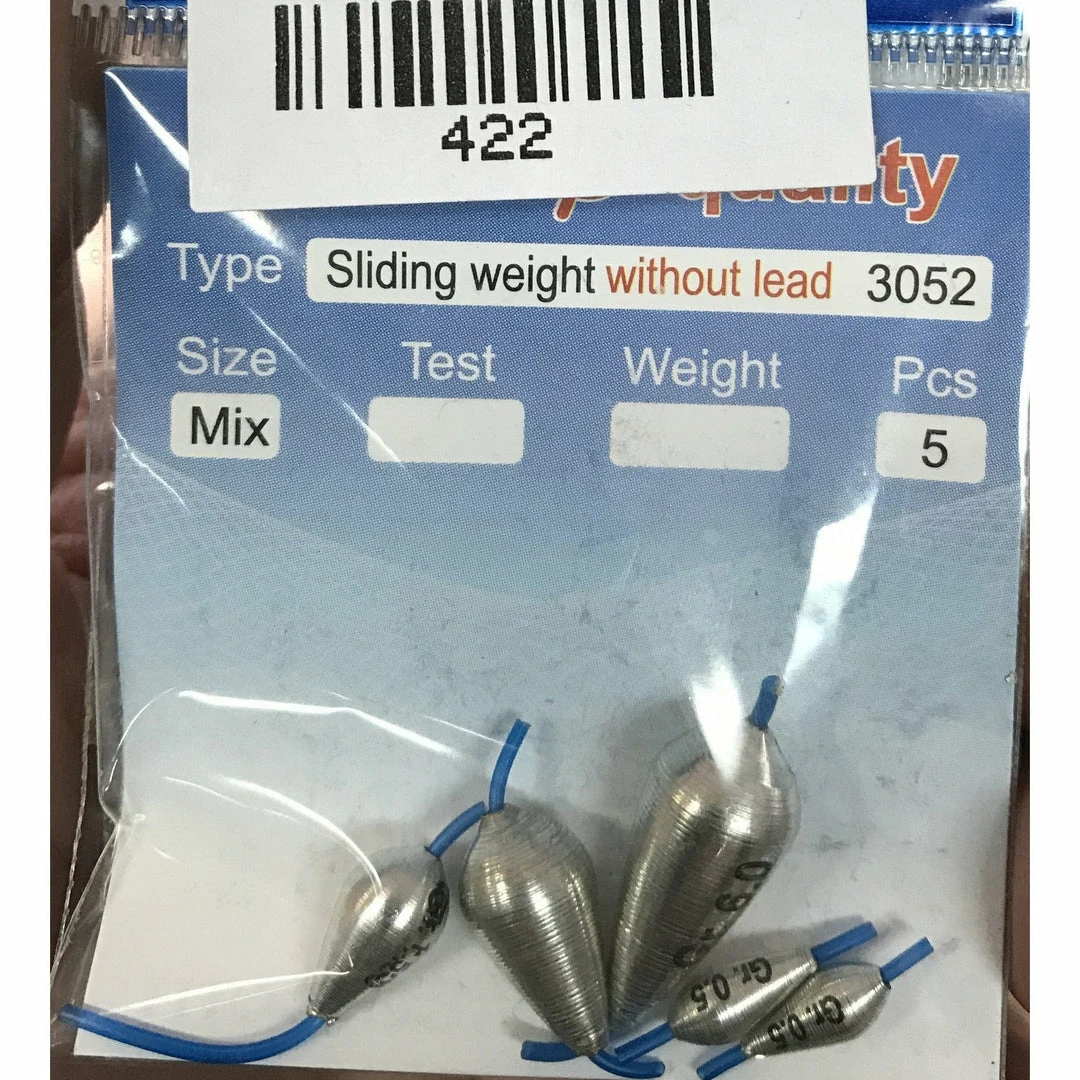 422
quality
Type Sliding weight without lead 3052
Size Test Weight Pcs
Mix 5
Gr. 0.5
Gr. 0.5